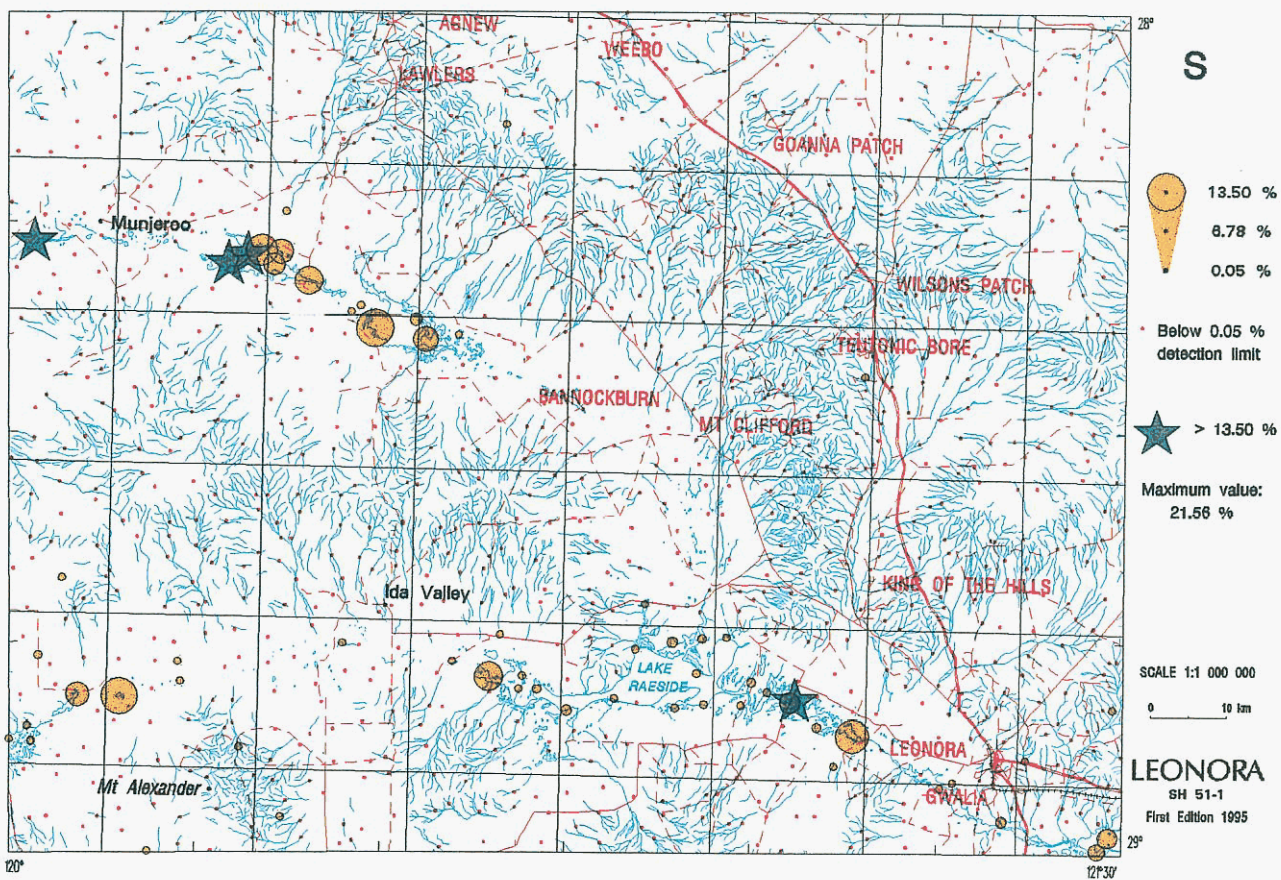 AGNEW
WEEBO
28°
S
LAWLERS
GOANNA PATCH
13.50 %
6.78 %
0.05 %
Munjeroo
WILSONS PATCH
TEUTONIC BORE
Below 0.05 %
detection limit
BANNOCKBURN
MT CLIFFORD
> 13.50 %
Maximum value:
21.56 %
KING OF THE HILLS
Ida Valley
LAKE
RAESIDE
SCALE 1:1 000 000
0 10 km
LEONORA
Mt Alexander
GWALIA
LEONORA
SH 51-1
First Edition 1995
29°
120°
121°30'